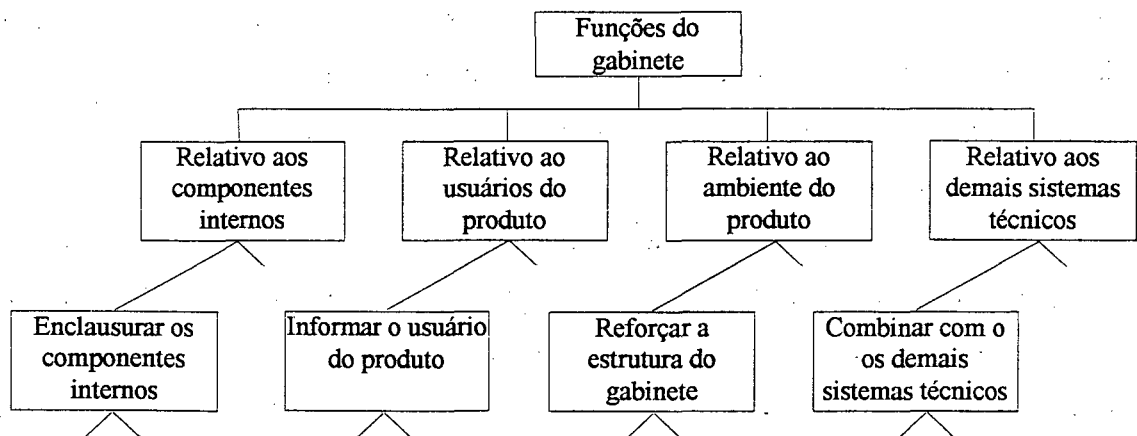 Funções do
gabinete
Relativo aos
componentes
internos
Relativo ao
usuários do
produto
Relativo ao
ambiente do
produto
Relativo aos
demais sistemas
técnicos
Enclausurar os
componentes
internos
Informar o usuário
do produto
Reforçar a
estrutura do
gabinete
Combinar com o
os demais
sistemas técnicos